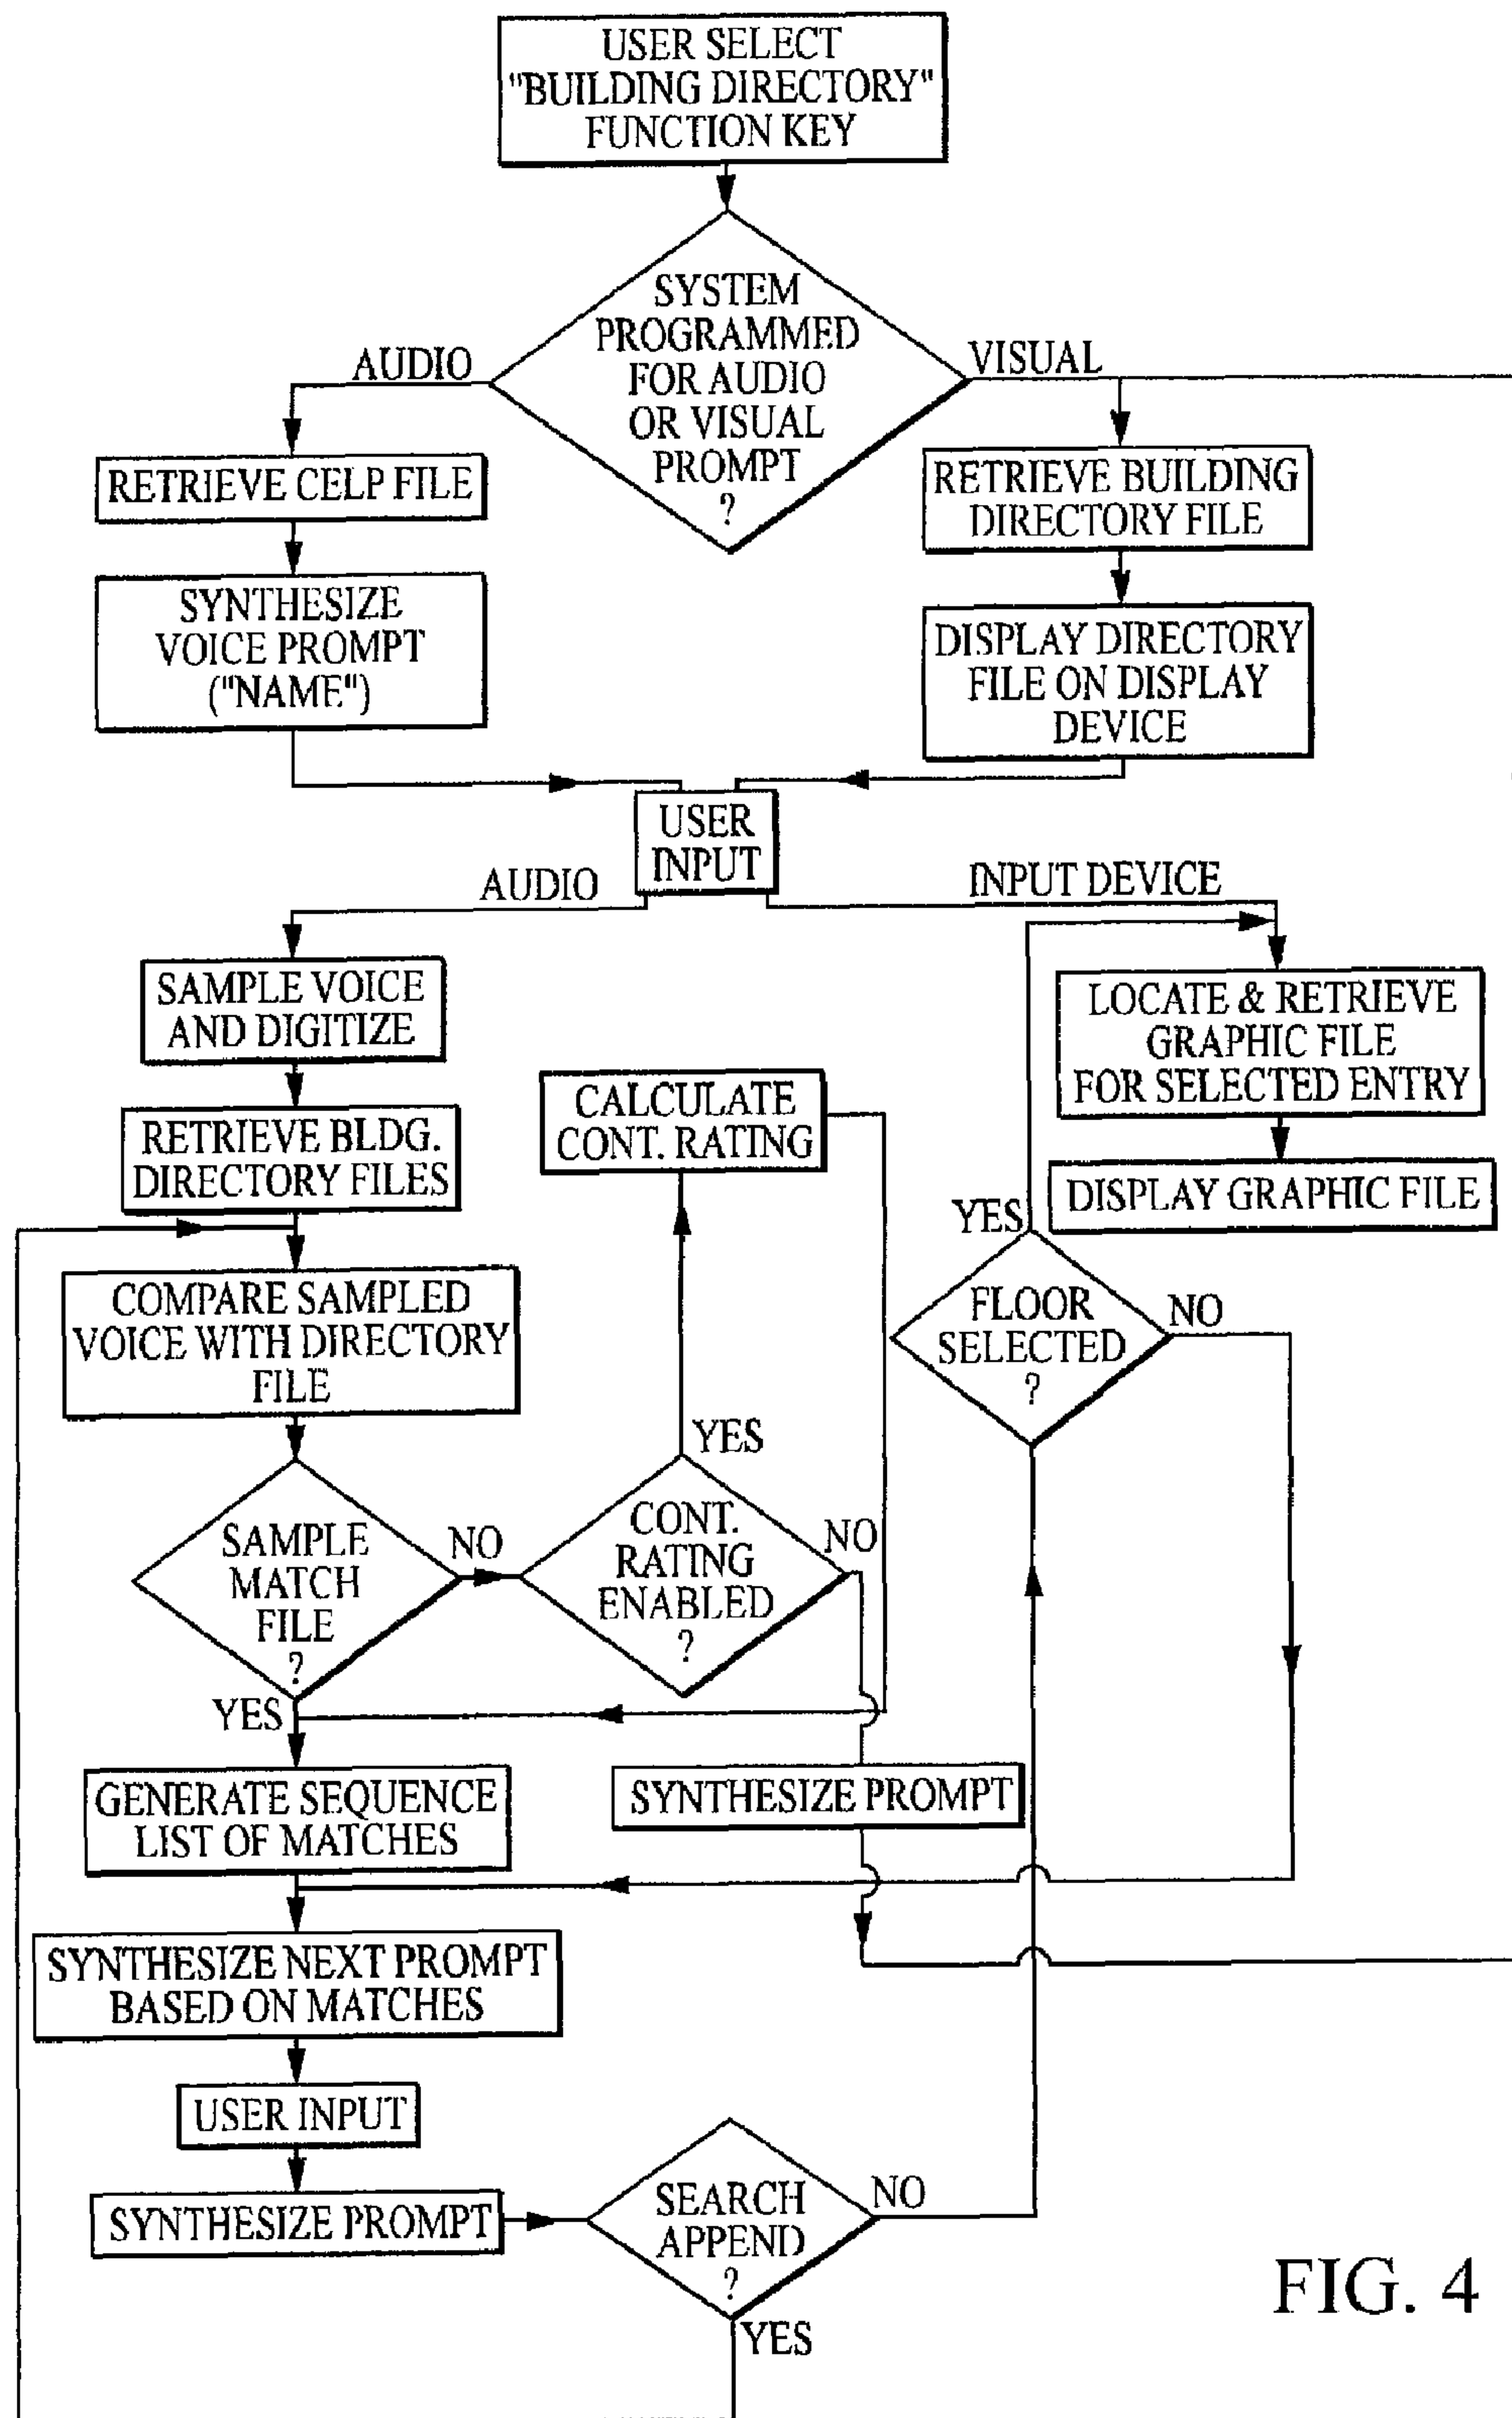 USER SELECT
"BUILDING DIRECTORY"
FUNCTION KEY
SYSTEM
PROGRAMMED
FOR AUDIO
OR VISUAL
PROMPT
?
AUDIO
VISUAL
RETRIEVE CELP FILE
RETRIEVE BUILDING
DIRECTORY FILE
SYNTHESIZE
VOICE PROMPT
("NAME")
DISPLAY DIRECTORY
FILE ON DISPLAY
DEVICE
USER
INPUT
AUDIO
INPUT DEVICE
SAMPLE VOICE
AND DIGITIZE
LOCATE & RETRIEVE
GRAPHIC FILE
FOR SELECTED ENTRY
CALCULATE
CONT. RATING
RETRIEVE BLDG.
DIRECTORY FILES
DISPLAY GRAPHIC FILE
YES
COMPARE SAMPLED
VOICE WITH DIRECTORY
FILE
FLOOR
SELECTED
?
NO
YES
SAMPLE
MATCH
FILE
?
NO
CONT.
RATING
ENABLED
?
NO
YES
GENERATE SEQUENCE
LIST OF MATCHES
SYNTHESIZE PROMPT
SYNTHESIZE NEXT PROMPT
BASED ON MATCHES
USER INPUT
SYNTHESIZE PROMPT
SEARCH
APPEND
?
NO
YES
FIG. 4